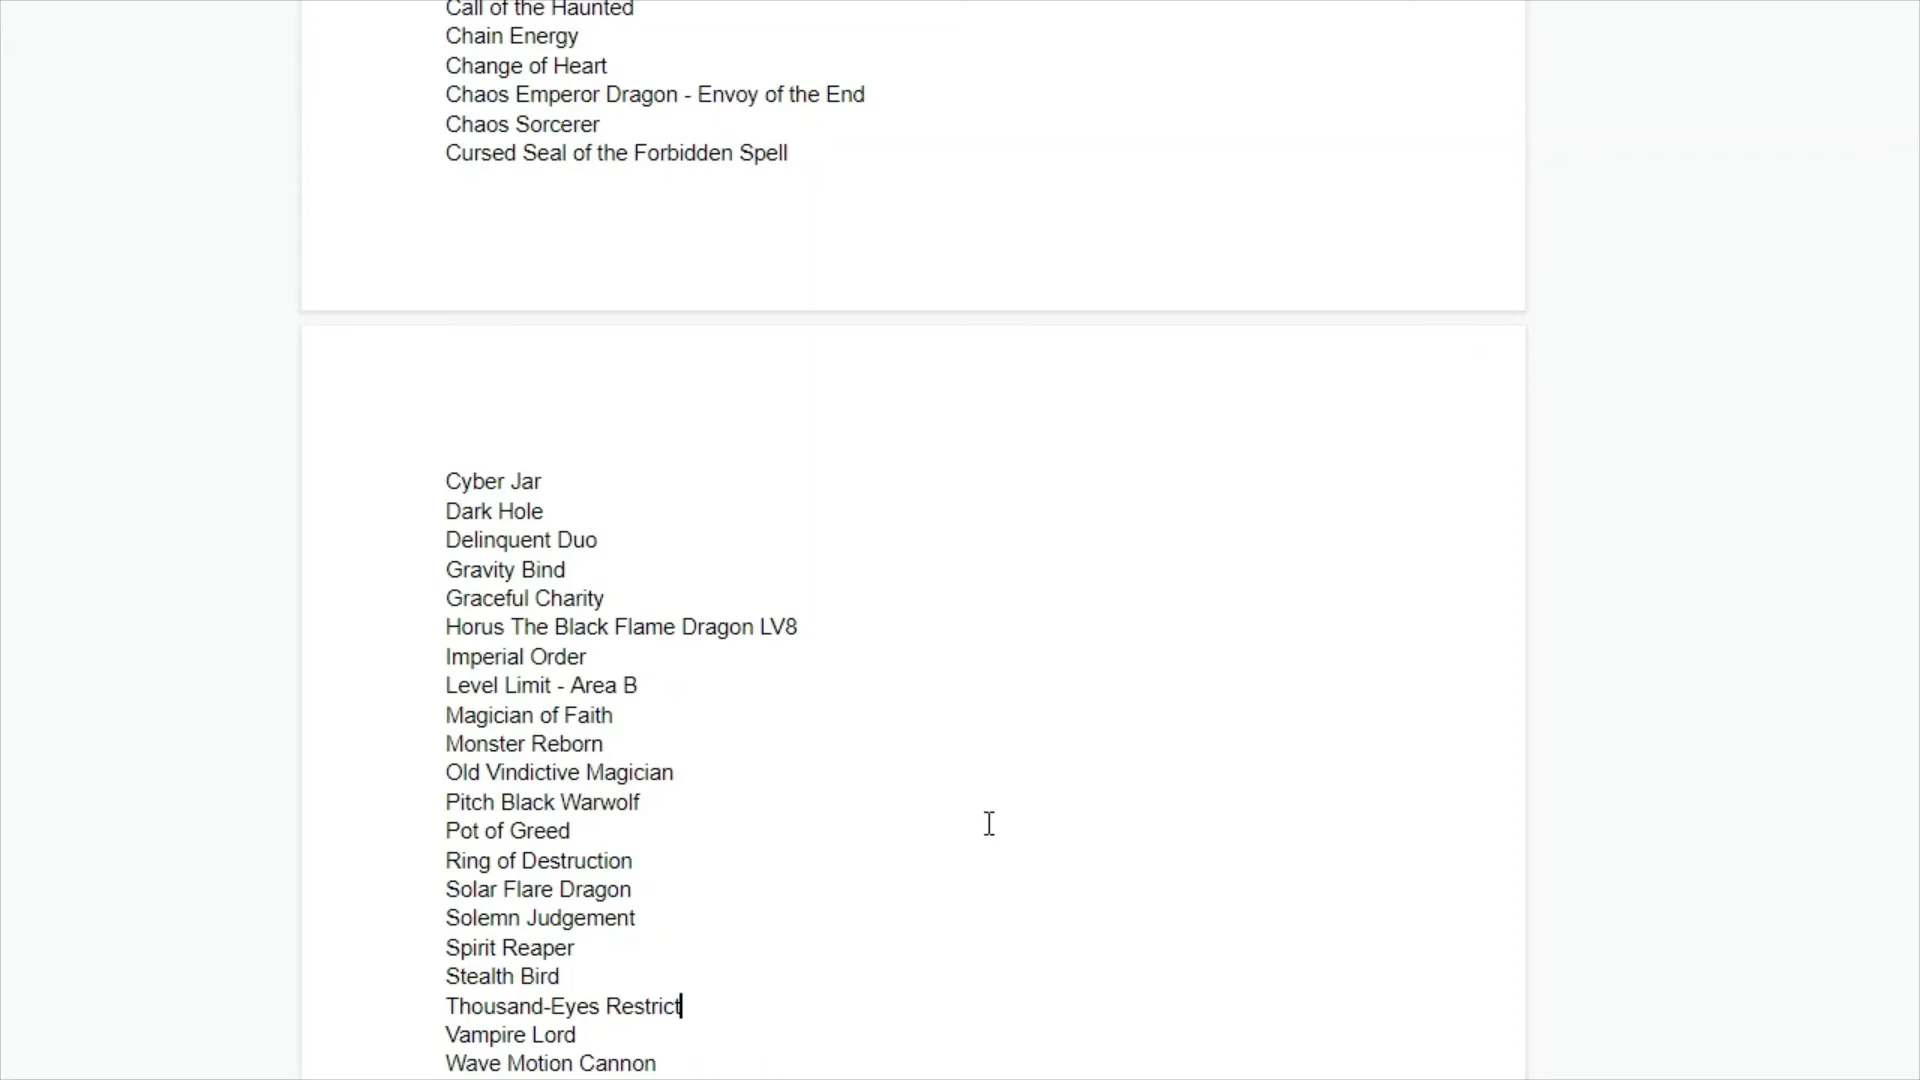 Call of the Haunted
Chain Energy
Change of Heart
Chaos Emperor Dragon - Envoy of the End
Chaos Sorcerer
Cursed Seal of the Forbidden Spell
Cyber Jar
Dark Hole
Delinquent Duo
Gravity Bind
Graceful Charity
Horus The Black Flame Dragon LV8
Imperial Order
Level Limit - Area B
Magician of Faith
Monster Reborn
Old Vindictive Magician
Pitch Black Warwolf
Pot of Greed
Ring of Destruction
Solar Flare Dragon
Solemn Judgement
Spirit Reaper
Stealth Bird
Thousand-Eyes Restrict
Vampire Lord
Wave Motion Cannon